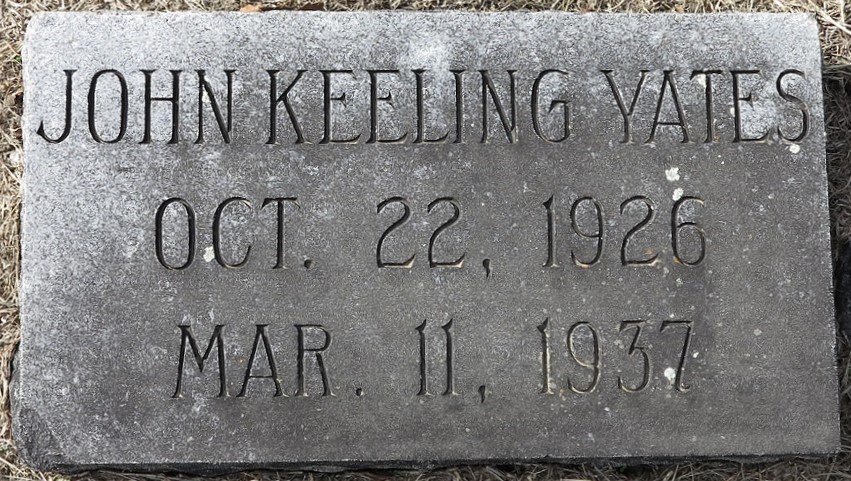 JOHN KEELING YATES
OCT. 22, 1926
MAR. 11, 1937